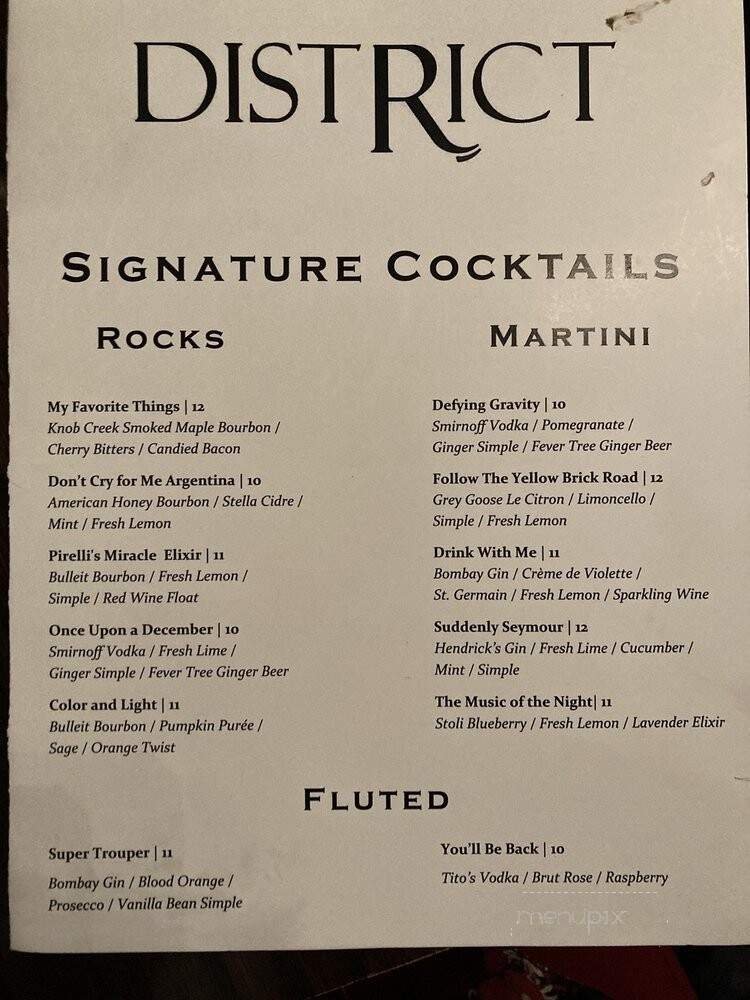 DISTRICT
SIGNATURE COCKTAILS
ROCKS
My Favorite Things | 12
Knob Creek Smoked Maple Bourbon /
Cherry Bitters / Candied Bacon
Don't Cry for Me Argentina | 10
American Honey Bourbon / Stella Cidre /
Mint / Fresh Lemon
Pirelli's Miracle Elixir | 11
Bulleit Bourbon / Fresh Lemon /
Simple / Red Wine Float
Once Upon a December | 10
Smirnoff Vodka / Fresh Lime /
Ginger Simple / Fever Tree Ginger Beer
Color and Light | 11
Bulleit Bourbon / Pumpkin Purée /
Sage / Orange Twist
MARTINI
Defying Gravity | 10
Smirnoff Vodka / Pomegranate /
Ginger Simple / Fever Tree Ginger Beer
Follow The Yellow Brick Road | 12
Grey Goose Le Citron / Limoncello /
Simple / Fresh Lemon
Drink With Me | 11
Bombay Gin / Crème de Violette /
St. Germain / Fresh Lemon / Sparkling Wine
Suddenly Seymour | 12
Hendrick's Gin / Fresh Lime / Cucumber /
Mint / Simple
The Music of the Night| 11
Stoli Blueberry / Fresh Lemon / Lavender Elixir
FLUTED
Super Trouper | 11
Bombay Gin / Blood Orange /
Prosecco / Vanilla Bean Simple
You'll Be Back | 10
Tito's Vodka / Brut Rose / Raspberry
menupix